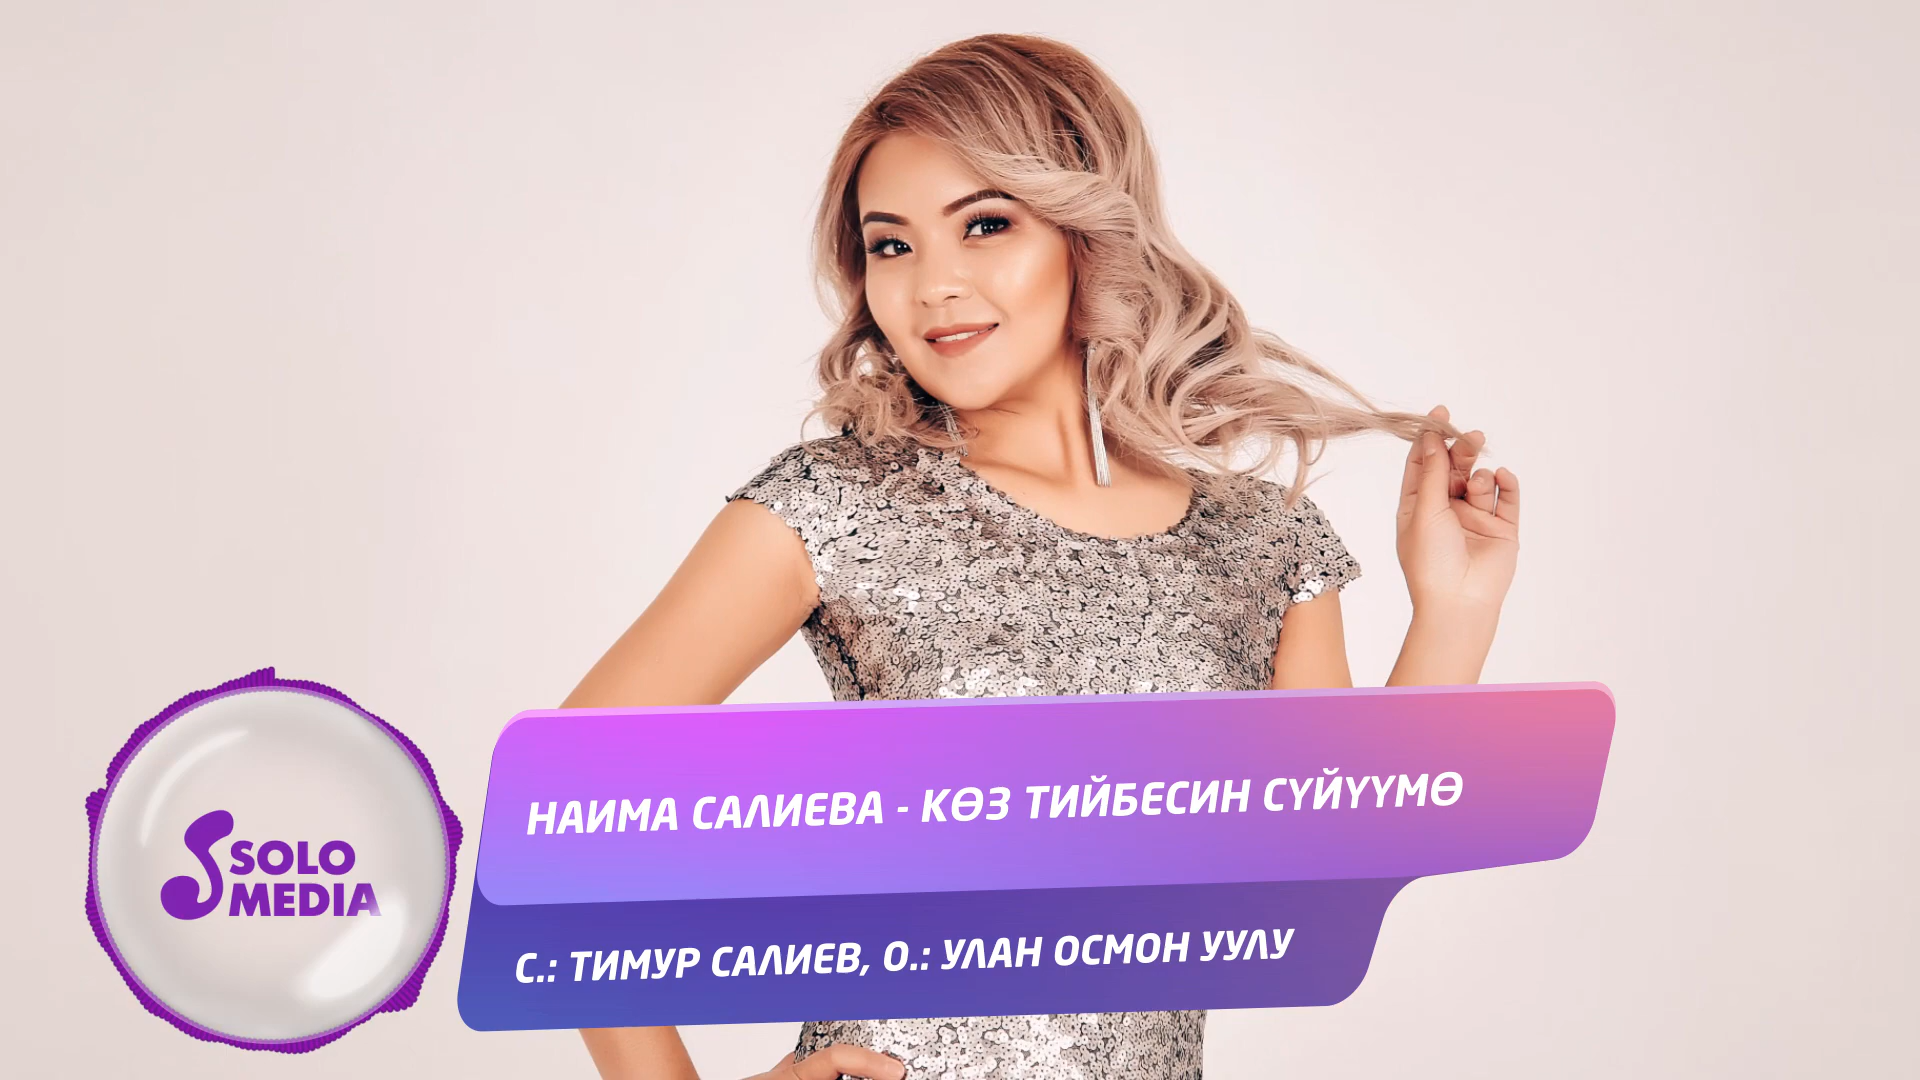 НАИМА САЛИЕВА - КӨЗ ТИЙБЕСИН СҮЙҮҮМӨ
С.: ТИМУР САЛИЕВ, О.: УЛАН ОСМОН УУЛУ
SOLO
MEDIA